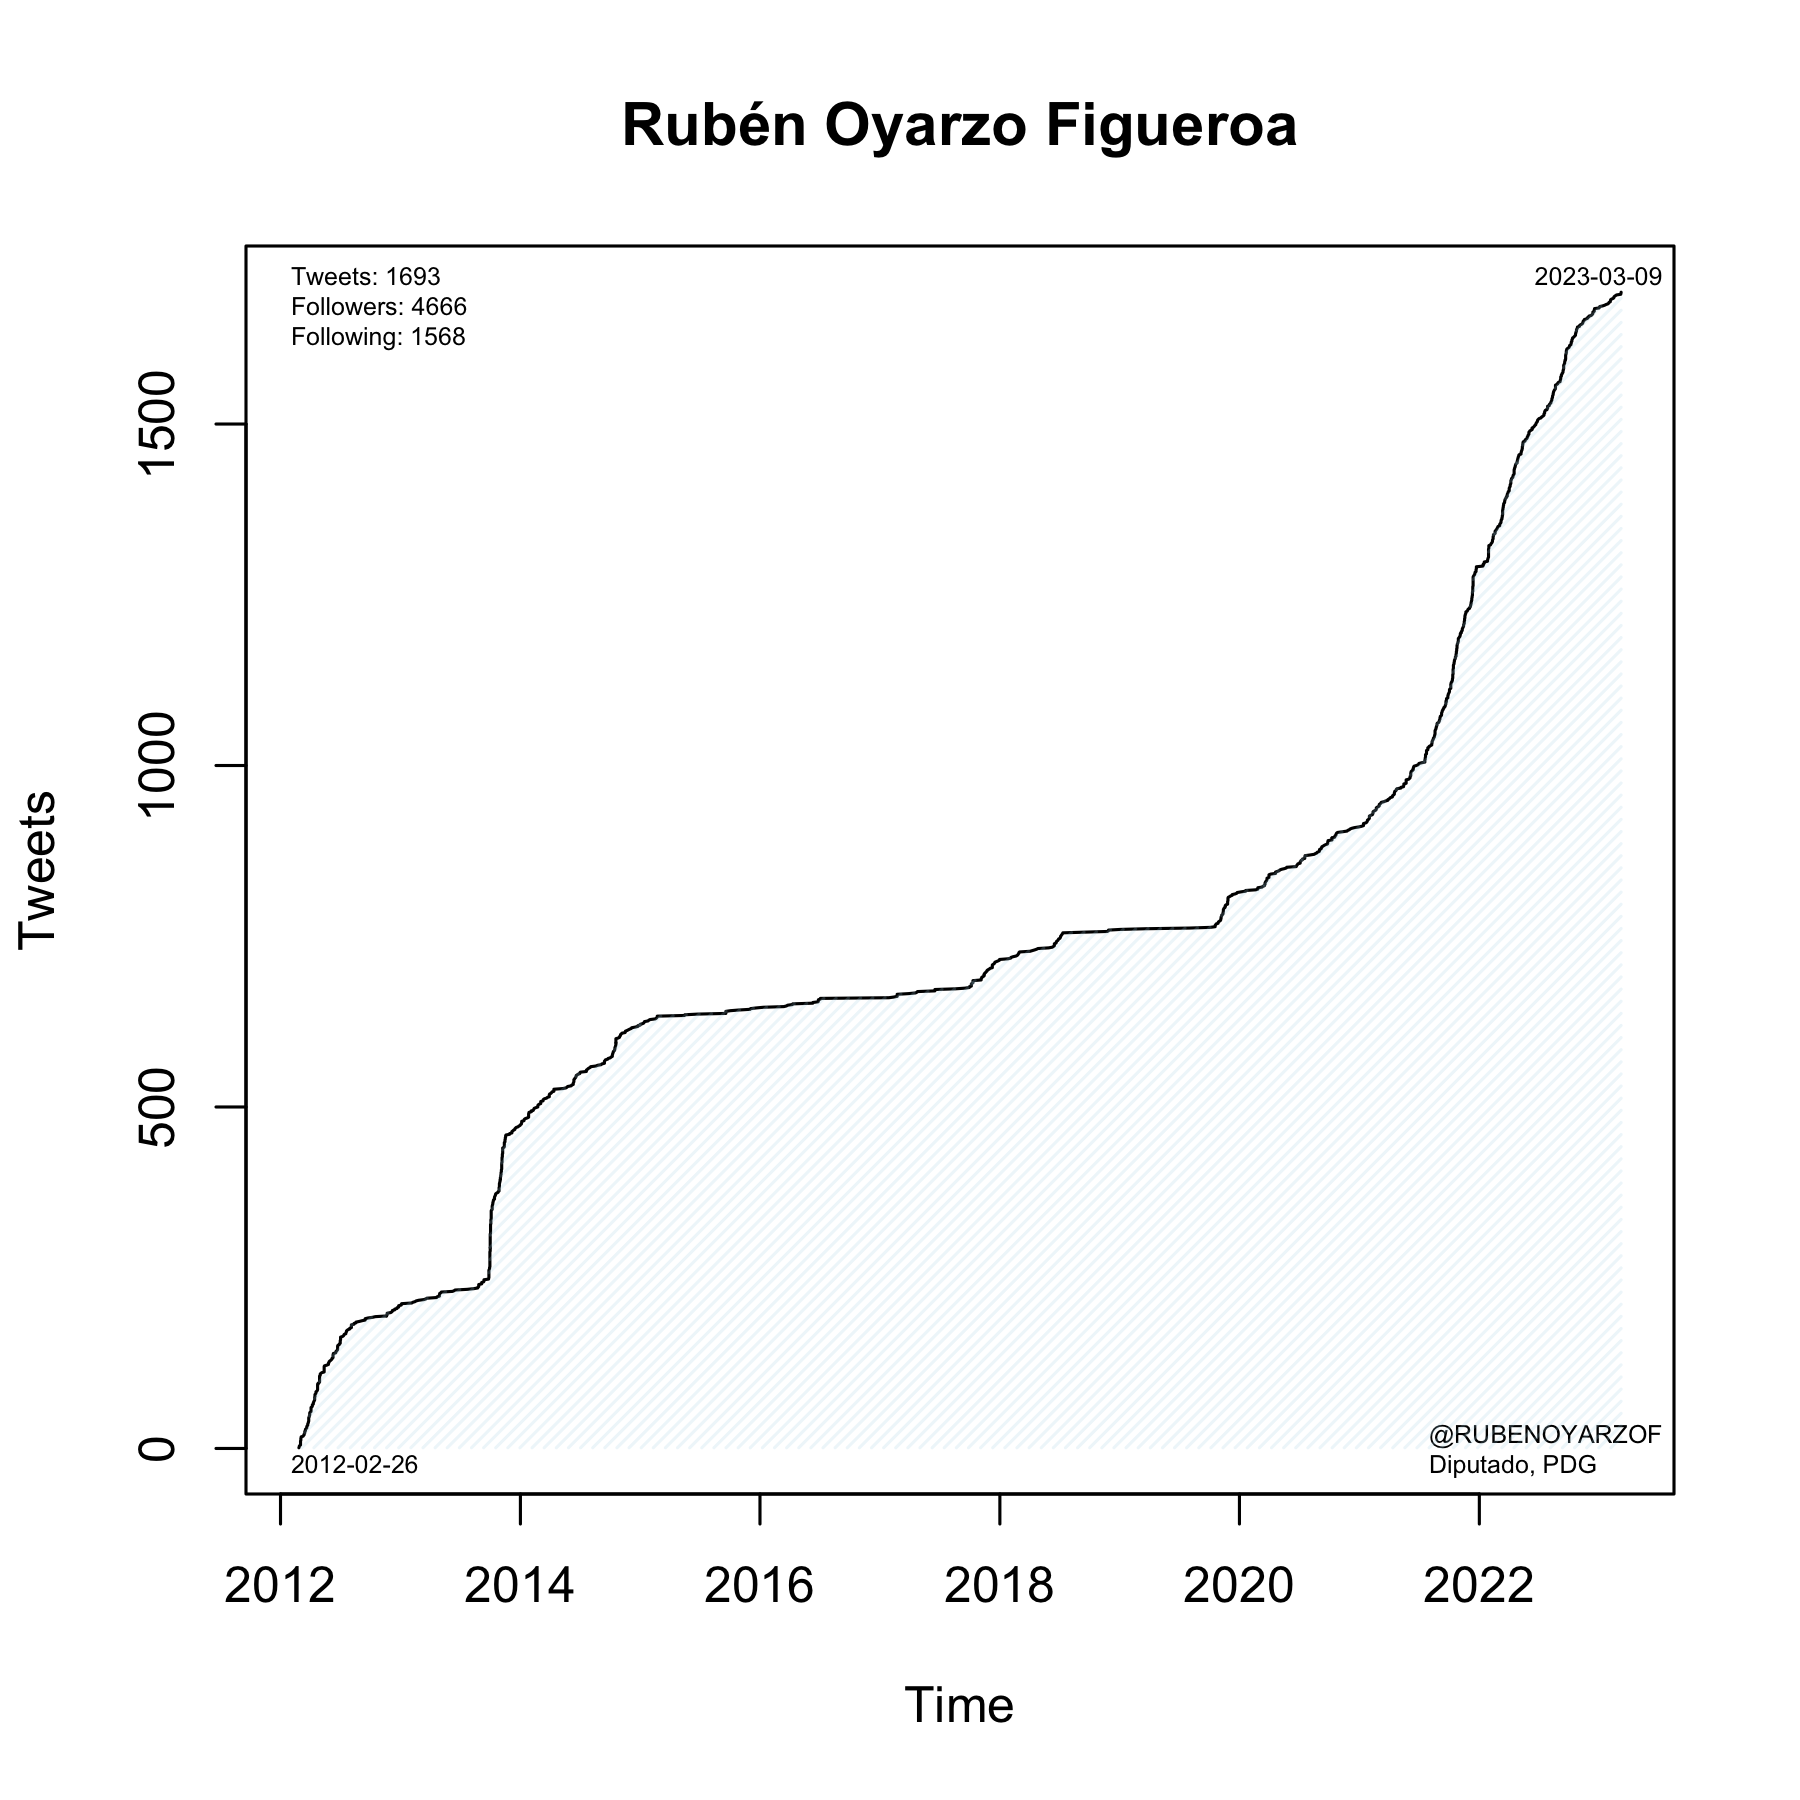 Rubén Oyarzo Figueroa
Tweets: 1693
Followers: 4666
Following: 1568
2023-03-09
1500
1000
500
0
Tweets
2012-02-26
@RUBENOYARZOF
Diputado, PDG
2012 2014 2016 2018 2020 2022
Time